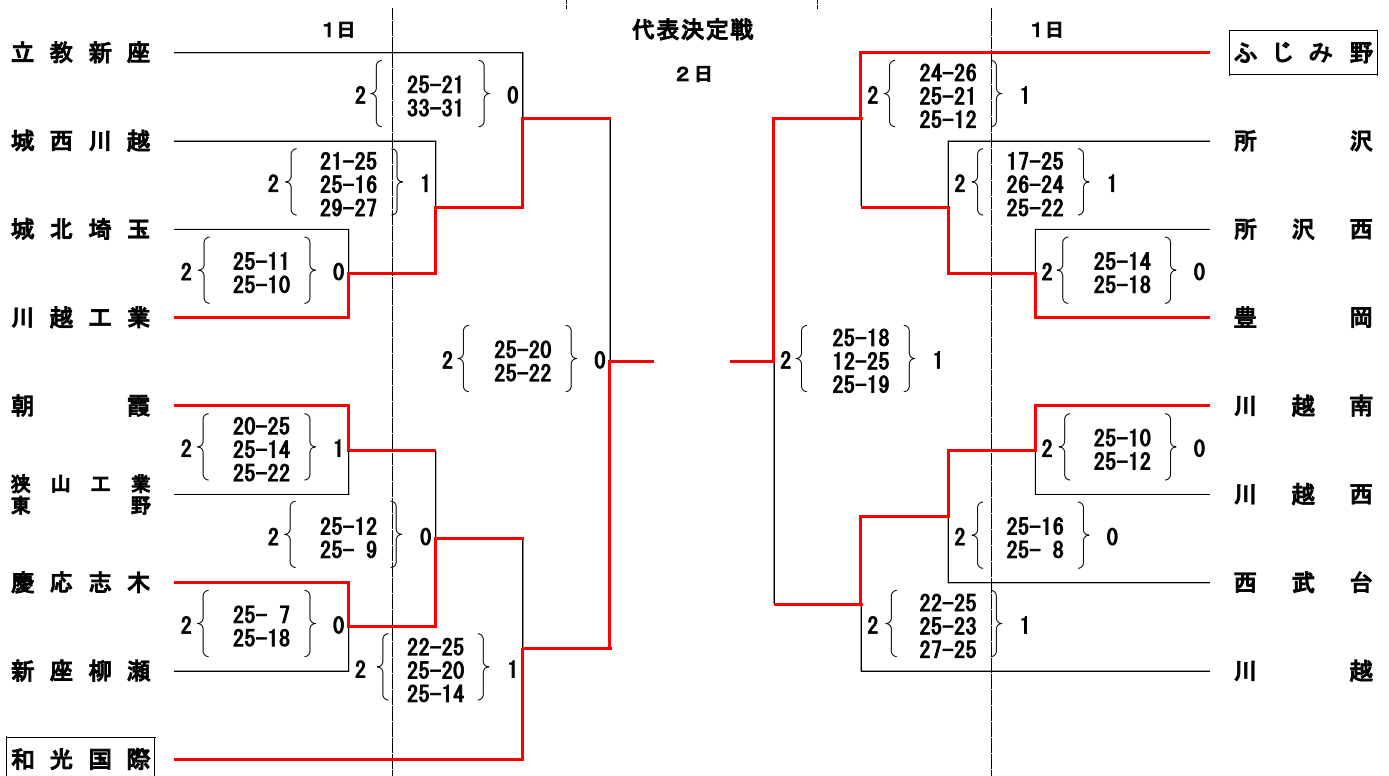 1日 代表決定戦 1日
2日
立教新座
2 25-21 0
33-31
城西川越
2 21-25 1
25-16
29-27
城北埼玉
2 25-11 0
25-10
川越工業
2 25-20 0
25-22
朝霞
2 20-25 1
25-14
25-22
狭山工業
東野
2 25-12 0
25- 9
慶応志木
2 25- 7 0
25-18
新座柳瀬
2 22-25 1
25-20
25-14
和光国際
ふじみ野
2 24-26 1
25-21
25-12
所沢
2 17-25 1
26-24
25-22
所沢西
2 25-14 0
25-18
豊岡
2 25-18 1
12-25
25-19
川越南
2 25-10 0
25-12
川越西
2 25-16 0
25- 8
西武台
2 22-25 1
25-23
27-25
川越